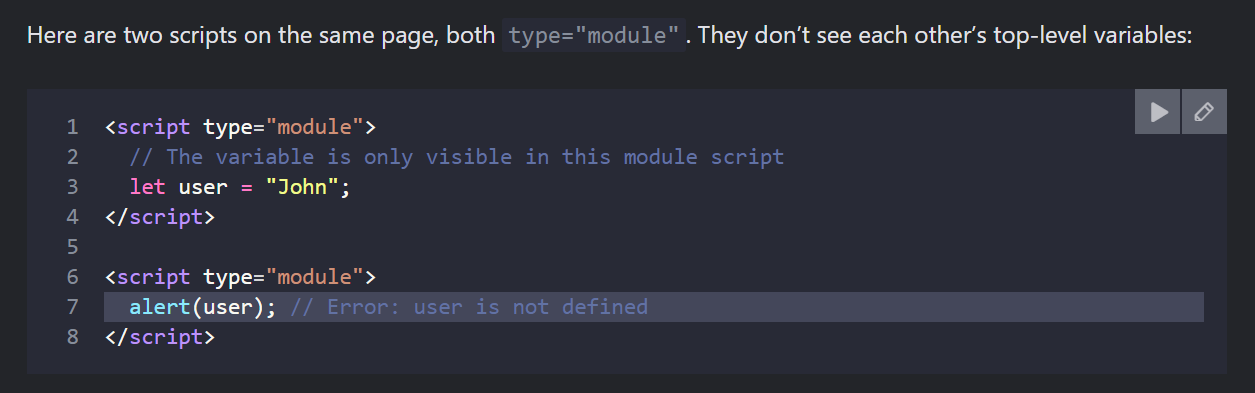 Here are two scripts on the same page, both type="module" . They don’t see each other’s top-level variables:
1 <script type="module">
2 // The variable is only visible in this module script
3 let user = "John";
4 </script>
5
6 <script type="module">
7 alert(user); // Error: user is not defined
8 </script>